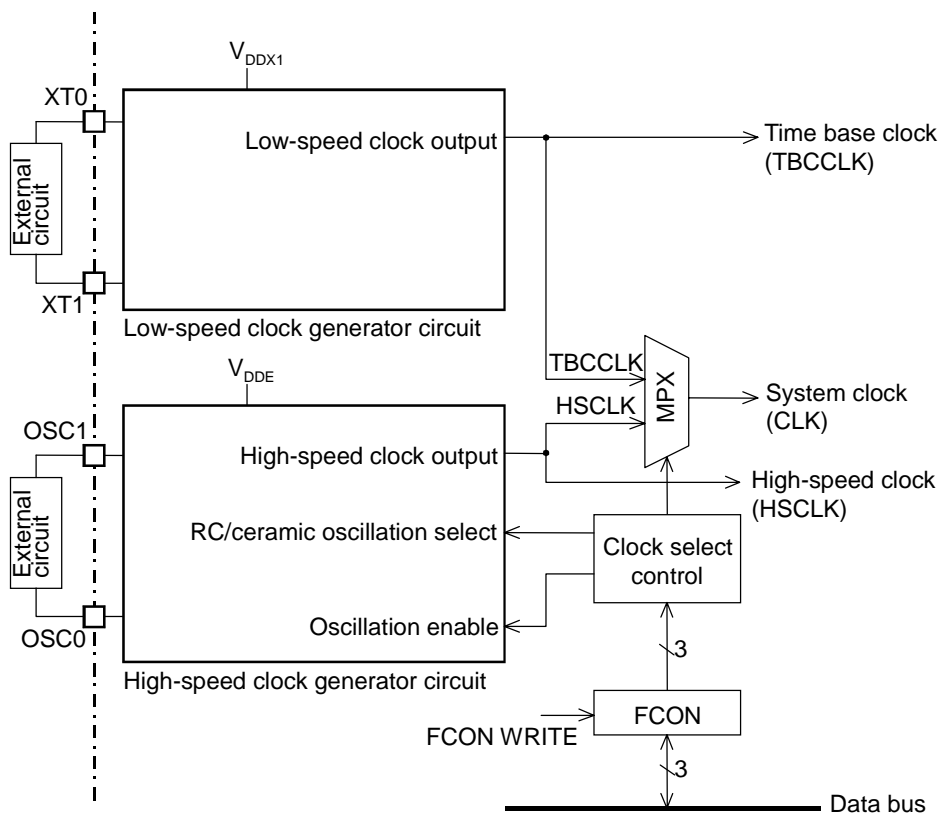 VDDX1
XT0
Low-speed clock output
Time base clock
(TBCCLK)
External
circuit
XT1
Low-speed clock generator circuit
VDDE
TBCCLK
MPX
System clock
(CLK)
HSCLK
OSC1
High-speed clock output
High-speed clock
(HSCLK)
RC/ceramic oscillation select
Clock select
control
External
circuit
Oscillation enable
OSC0
3
High-speed clock generator circuit
FCON
FCON WRITE
3
Data bus